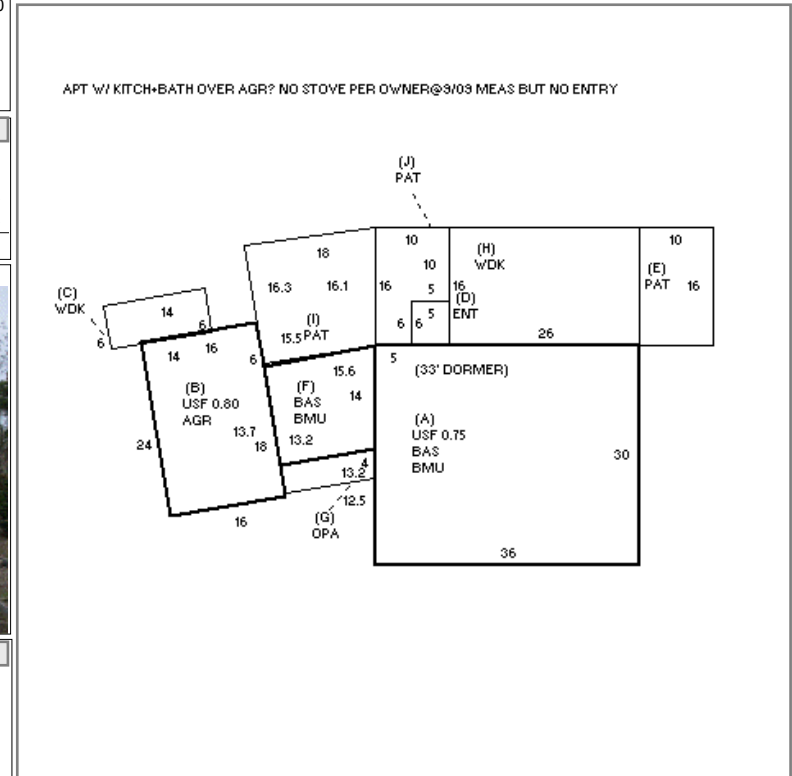 APT W/ KITCH+BATH OVER AGR? NO STOVE PER OWNER@9/09 MEAS BUT NO ENTRY
(J)
PAT
10
10
5
16
5
6
6
16
(D)
ENT
(H)
WDK
26
10
(E)
PAT
16
18
16.3
16.1
(I)
PAT
15.5
(C)
WDK
14
6
6
14
16
6
(B)
USF 0.80
AGR
24
13.7
18
16
15.6
(F)
BAS
BMU
14
13.2
4
13.2
12.5
(G)
OPA
5
(33' DORMER)
(A)
USF 0.75
BAS
BMU
30
36